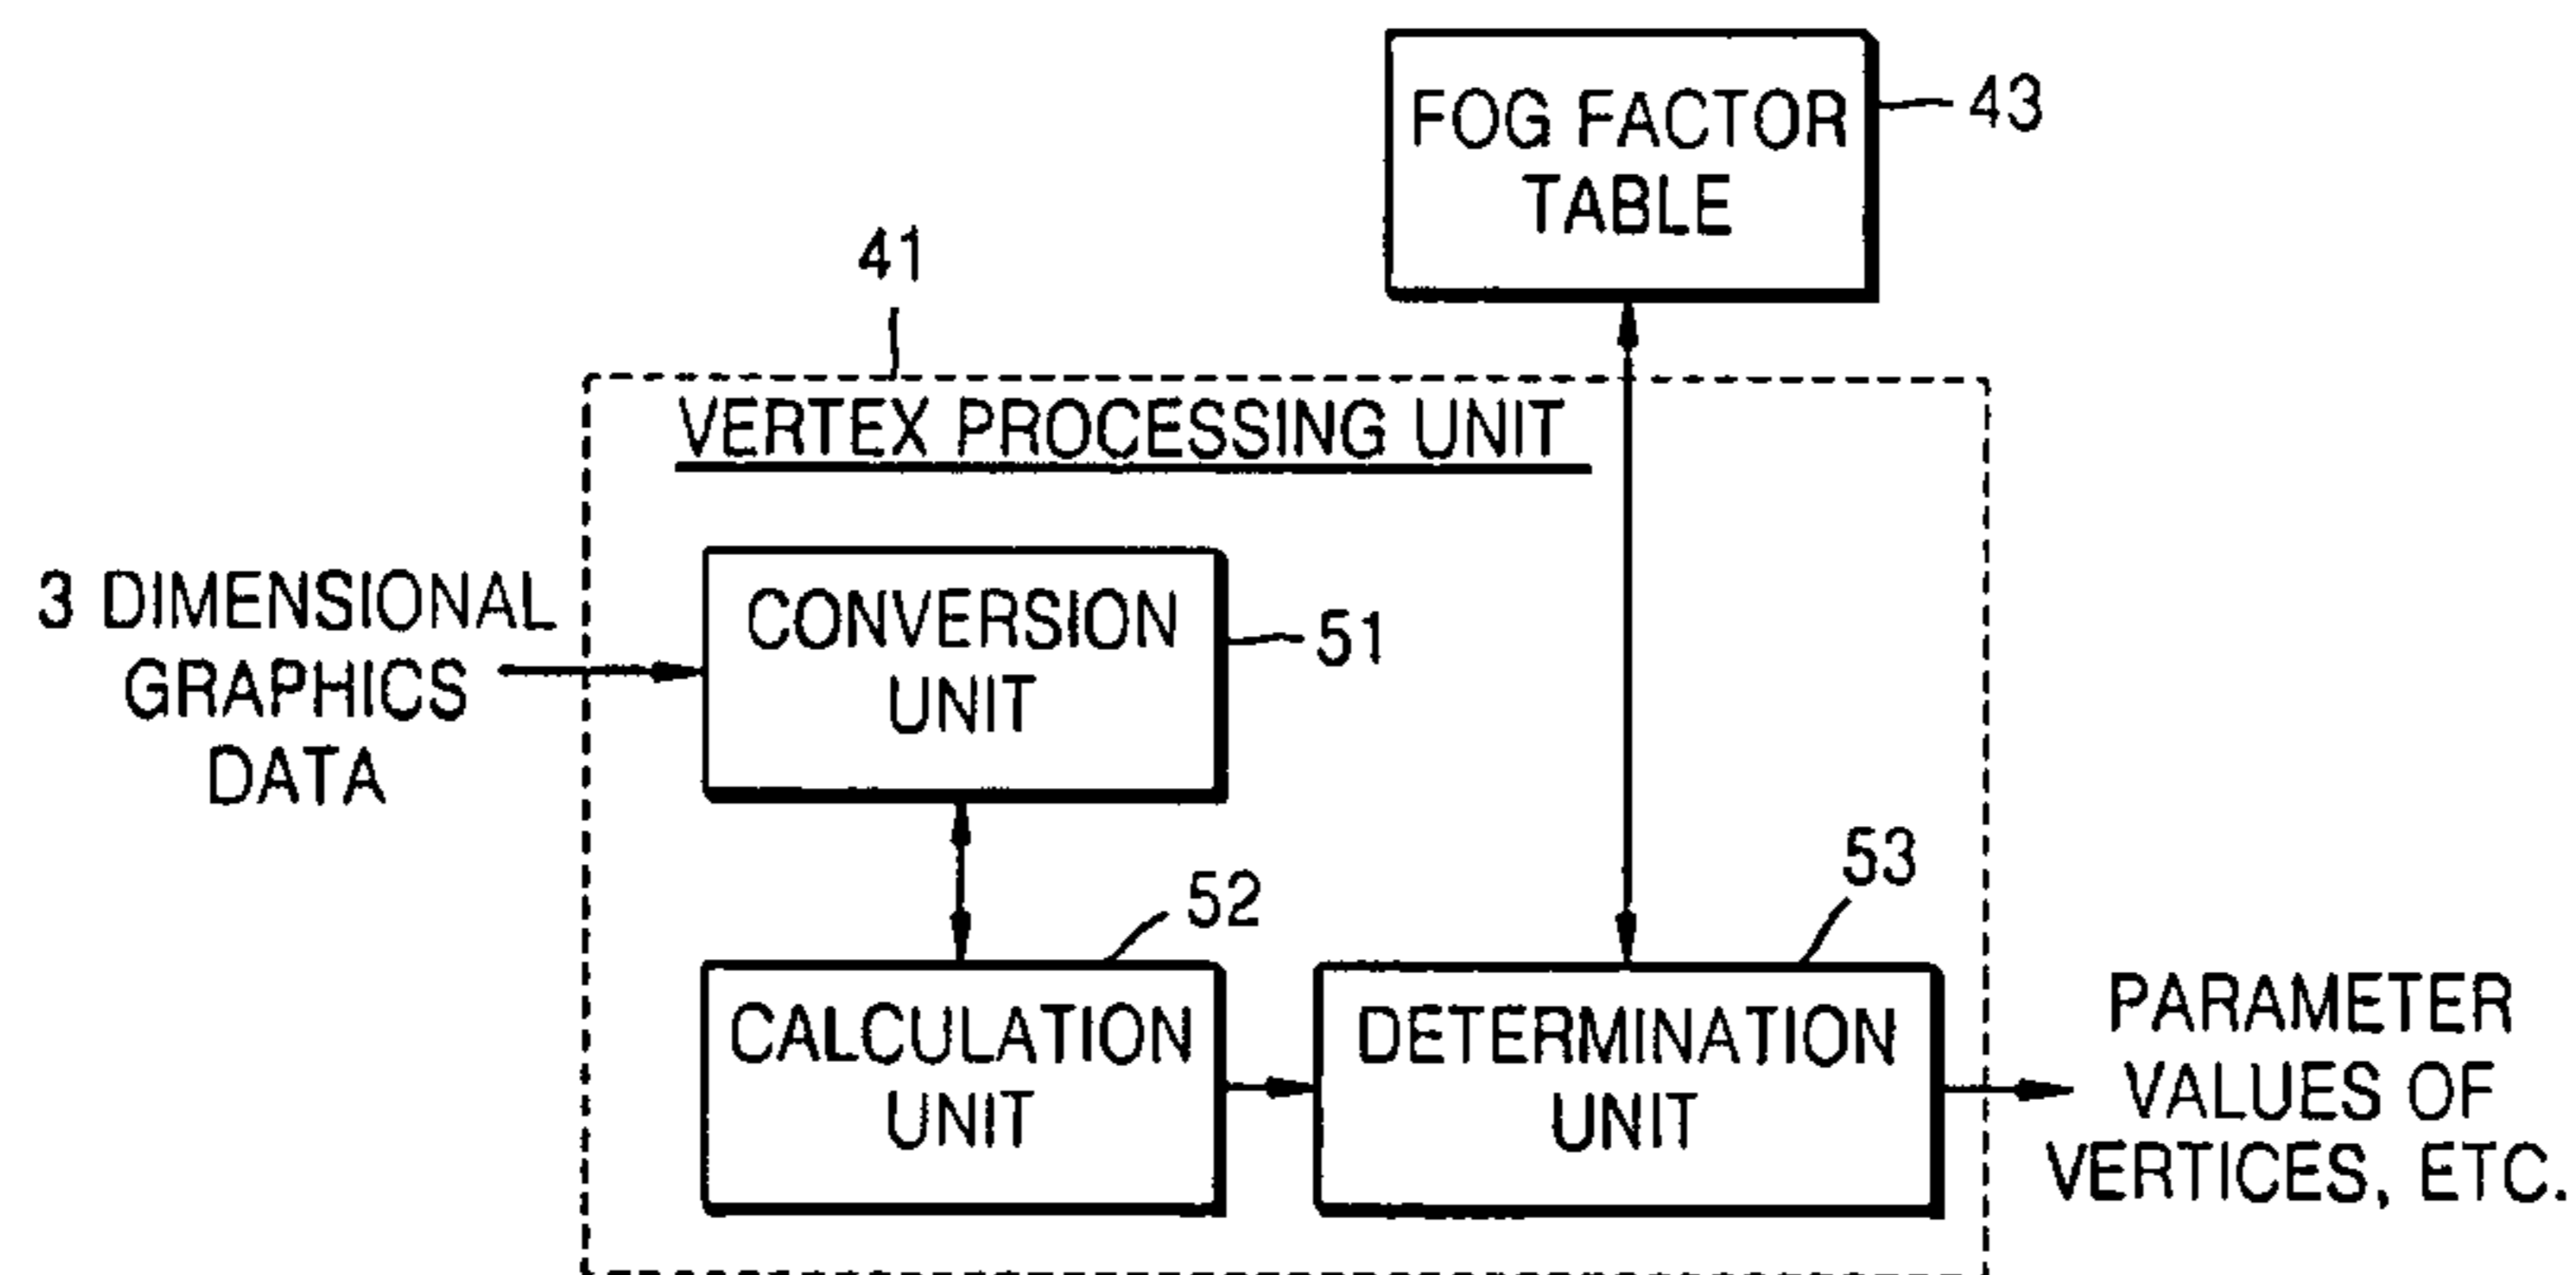 FOG FACTOR
TABLE
43
41
VERTEX PROCESSING UNIT
3 DIMENSIONAL
GRAPHICS
DATA
CONVERSION
UNIT
51
52
53
CALCULATION
UNIT
DETERMINATION
UNIT
PARAMETER
VALUES OF
VERTICES, ETC.